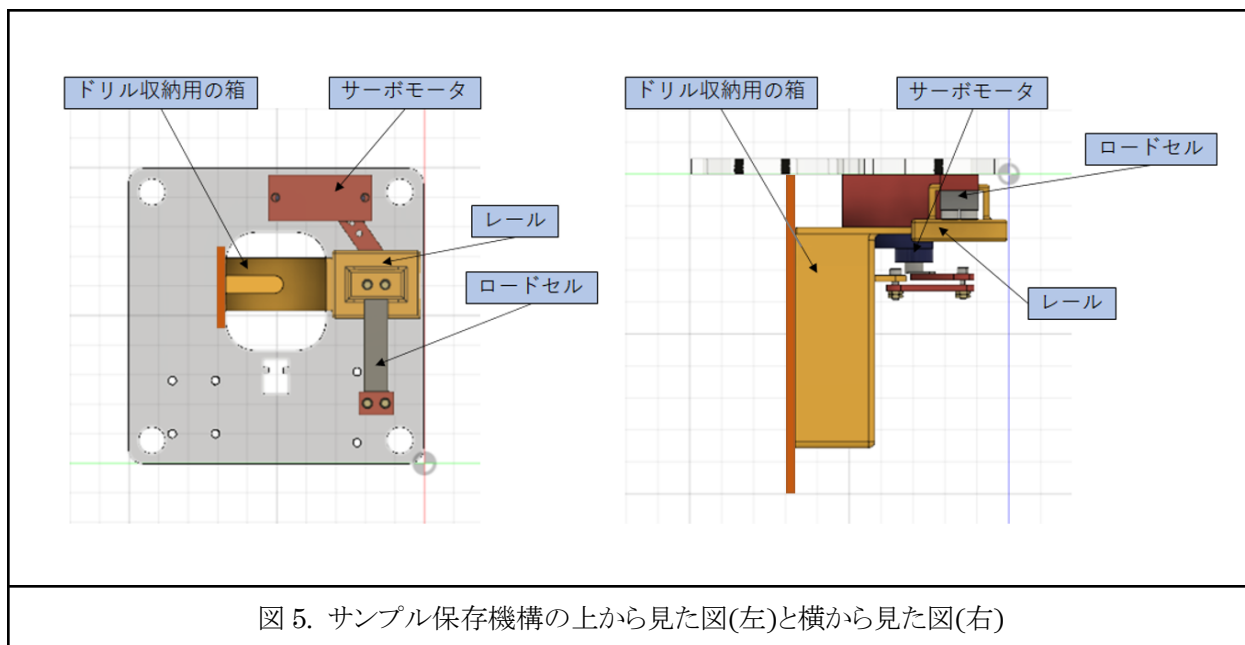 ドリル収納用の箱
サーボモータ
レール
ロードセル
ドリル収納用の箱
サーボモータ
ロードセル
レール
図 5. サンプル保存機構の上から見た図(左)と横から見た図(右)